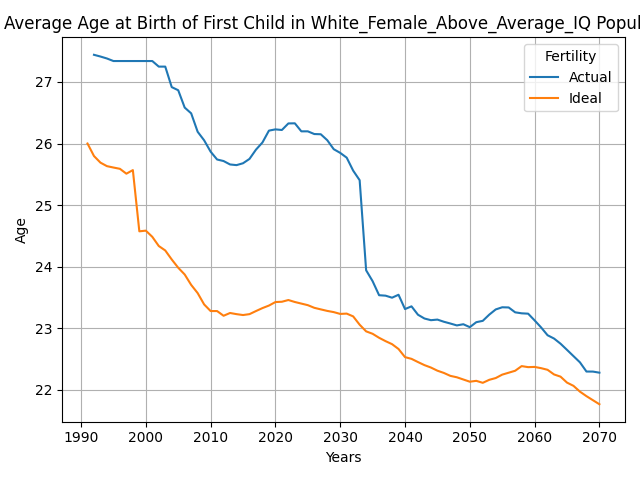 Average Age at Birth of First Child in White_Female_Above_Average_IQ Popul
Fertility
Actual
Ideal
Age
27
26
25
24
23
22
1990 2000 2010 2020 2030 2040 2050 2060 2070
Years